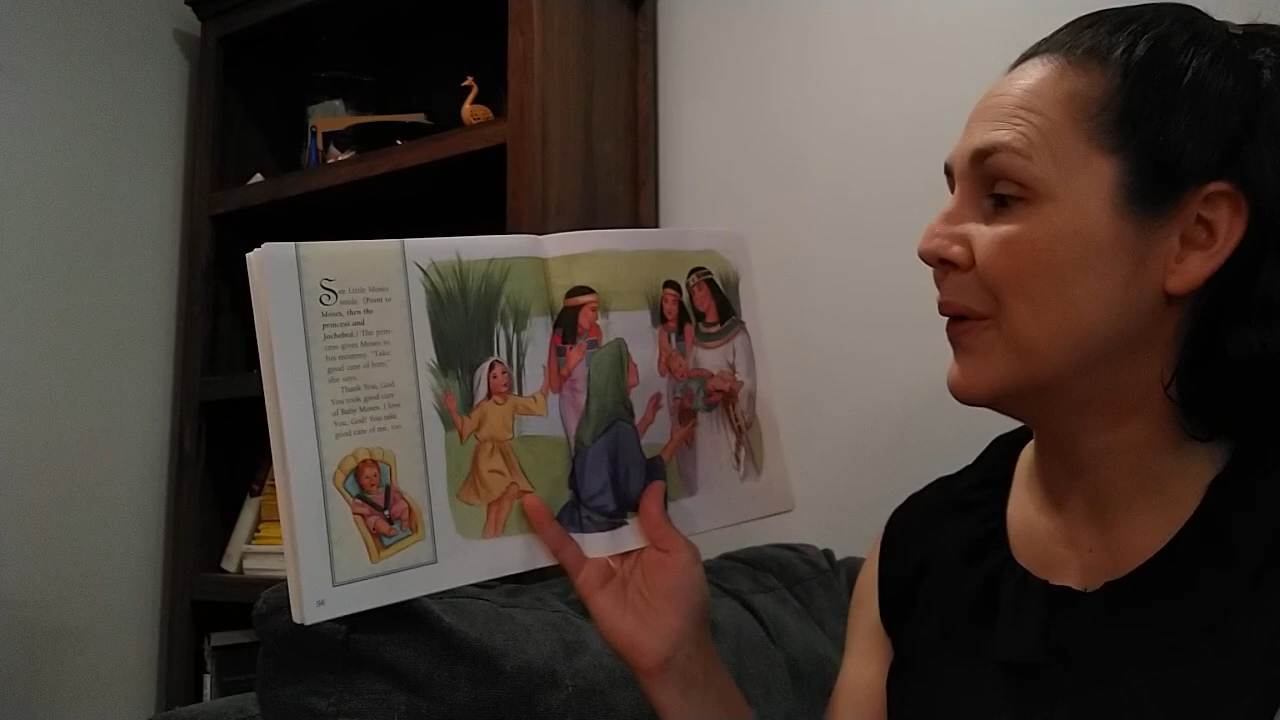 See Little Moses
smile. (Point to
Moses, then the
princess and
Jochebed.) The prin-
cess gives Moses to
his mommy. "Take
good care of him,"
she says.
Thank You, God.
You took good care
of Baby Moses. I love
You, God! You take
good care of me, too.
56